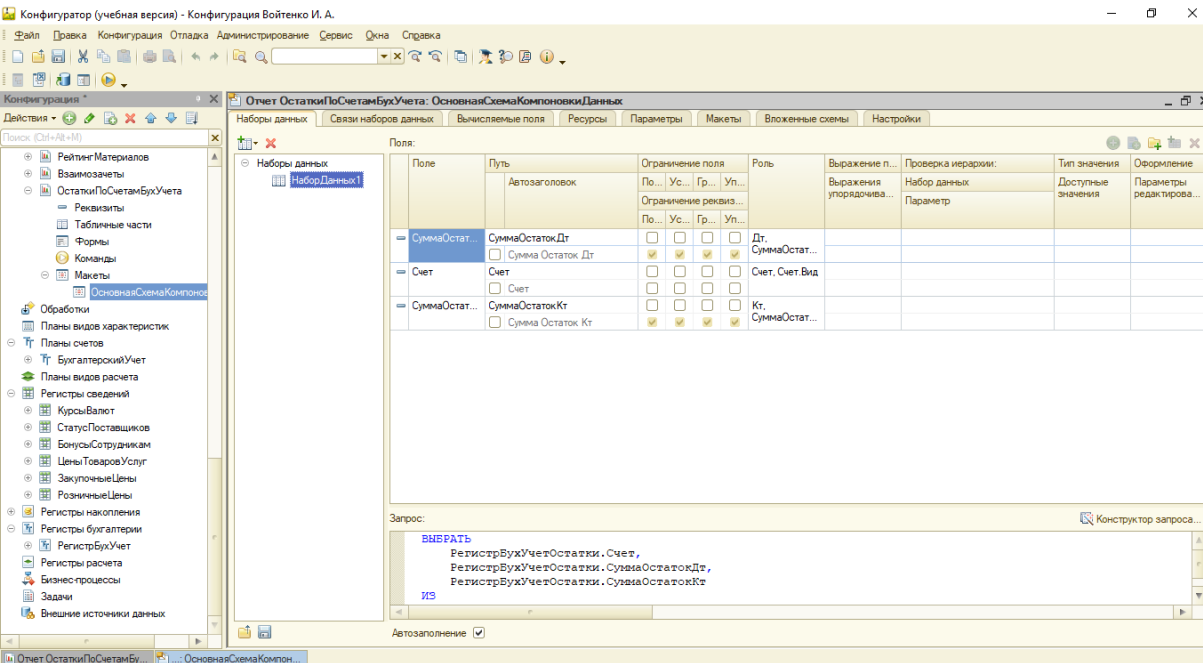 Конфигуратор (учебная версия) - Конфигурация Войтенко И. А.
Файл Правка Конфигурация Отладка Администрирование Сервис Окна Справка
Конфигурация *
Действия
Поиск (Ctrl+Alt+M)
РейтингМатериалов
Взаимозачеты
ОстаткиПоСчетамБухУчета
Реквизиты
Табличные части
Формы
Команды
Макеты
ОсновнаяСхемаКомпонов
Обработки
Планы видов характеристик
Планы счетов
БухгалтерскийУчет
Планы видов расчета
Регистры сведений
КурсыВалют
СтатусПоставщиков
БонусыСотрудникам
ЦеныТоваровУслуг
ЗакупочныеЦены
РозничныеЦены
Регистры накопления
Регистры бухгалтерии
РегистрБухУчет
Регистры расчета
Бизнес-процессы
Задачи
Внешние источники данных
Отчет ОстаткиПоСчетамБухУчета: ОсновнаяСхемаКомпоновкиДанных
Наборы данных Связи наборов данных Вычисляемые поля Ресурсы Параметры Макеты Вложенные схемы Настройки
Наборы данных
НаборДанных1
Поля:
Поле Путь Ограничение поля Роль Выражение п... Проверка иерархии: Тип значения Оформление
Автозаголовок По... Ус... Гр... Уп... Выражения упорядочива... Набор данных Доступные значения Параметры редактирова...
Ограничение реквиз... Параметр
По... Ус... Гр... Уп...
СуммаОстат... СуммаОстатокДт Дт,
Сумма Остаток Дт СуммаОстат...
Счет Счет Счет, Счет.Вид
Счет
СуммаОстат... СуммаОстатокКт Кт,
Сумма Остаток Кт СуммаОстат...
Запрос:
Конструктор запроса...
ВЫБРАТЬ
РегистрБухУчетОстатки.Счет,
РегистрБухУчетОстатки.СуммаОстатокДт,
РегистрБухУчетОстатки.СуммаОстатокКт
ИЗ
Автозаполнение
Отчет ОстаткиПоСчетамБу... ...: ОсновнаяСхемаКомпон...